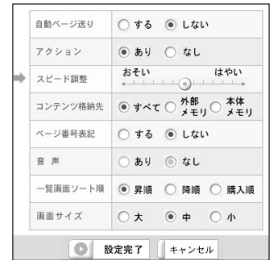 自動ページ送り する しない
アクション あり なし
おそい はやい
スピード調整
コンテンツ格納先 すべて 外部メモリ 本体メモリ
ページ番号表記 する しない
音声 あり なし
一覧画面ソート順 昇順 降順 購入順
画面サイズ 大 中 小
設定完了 キャンセル